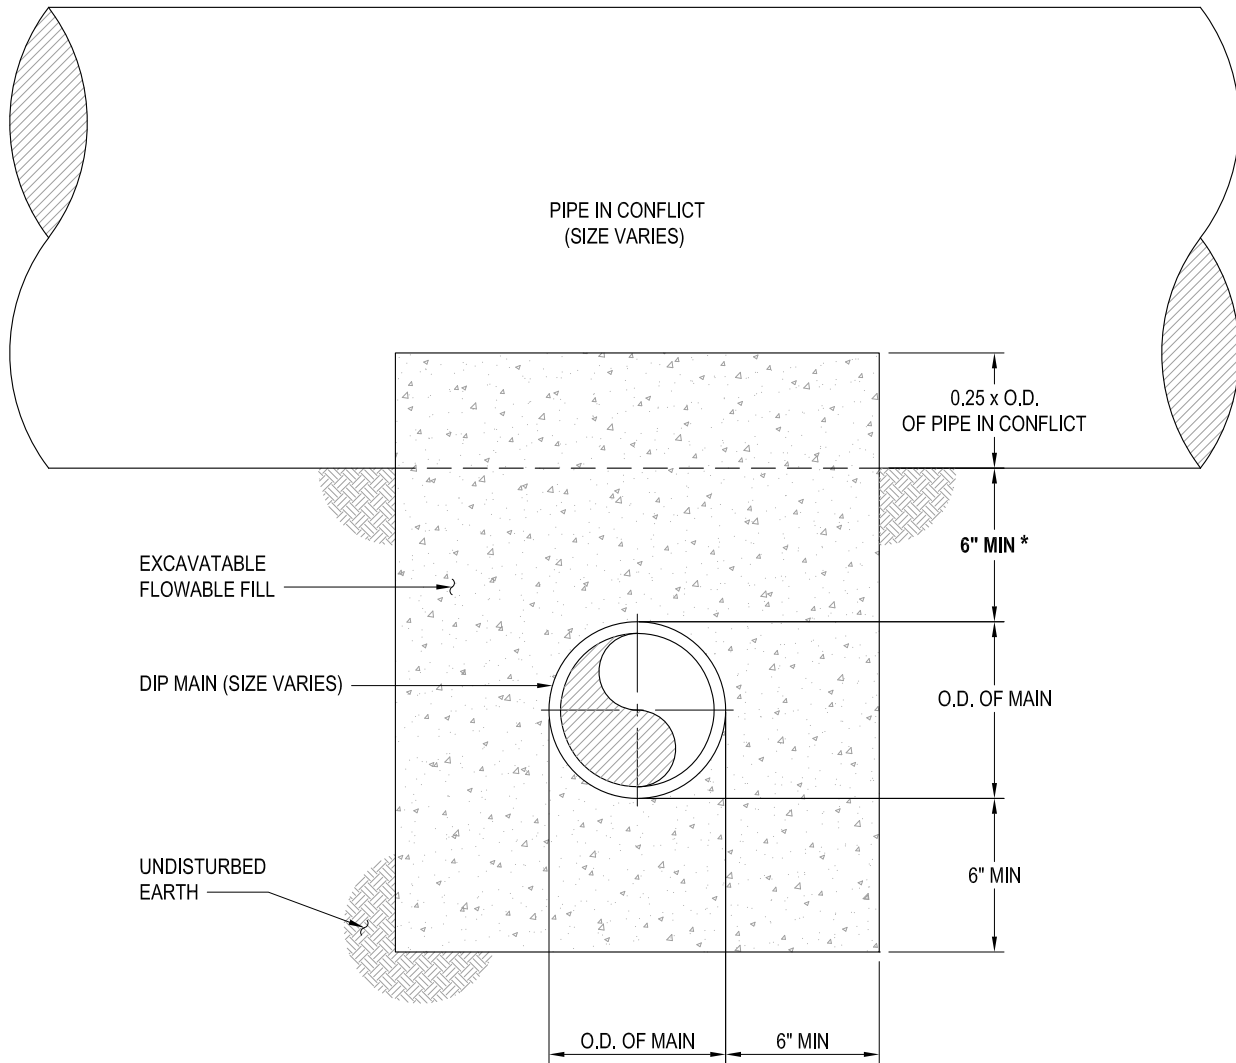 PIPE IN CONFLICT
(SIZE VARIES)
0.25 x O.D.
OF PIPE IN CONFLICT
6" MIN *
EXCAVATABLE
FLOWABLE FILL
DIP MAIN (SIZE VARIES)
O.D. OF MAIN
UNDISTURBED
EARTH
6" MIN
O.D. OF MAIN
6" MIN